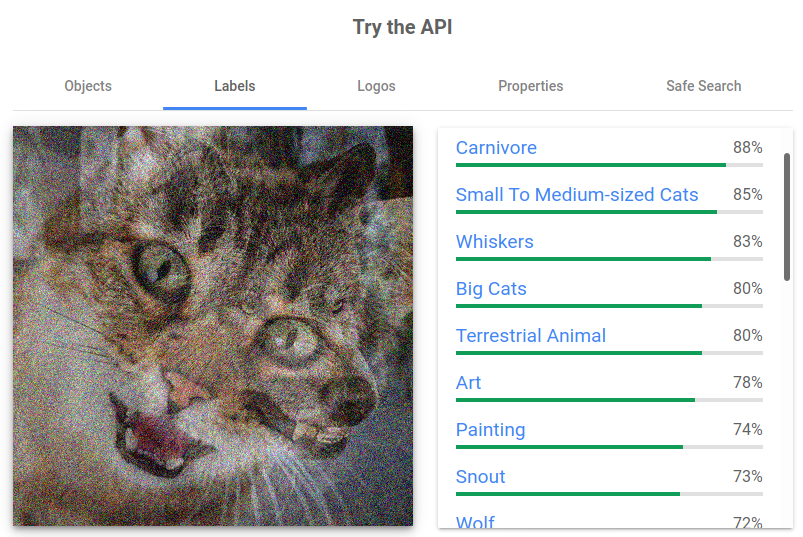 Try the API
Objects Labels Logos Properties Safe Search
Carnivore 88%
Small To Medium-sized Cats 85%
Whiskers 83%
Big Cats 80%
Terrestrial Animal 80%
Art 78%
Painting 74%
Snout 73%
Wolf 72%